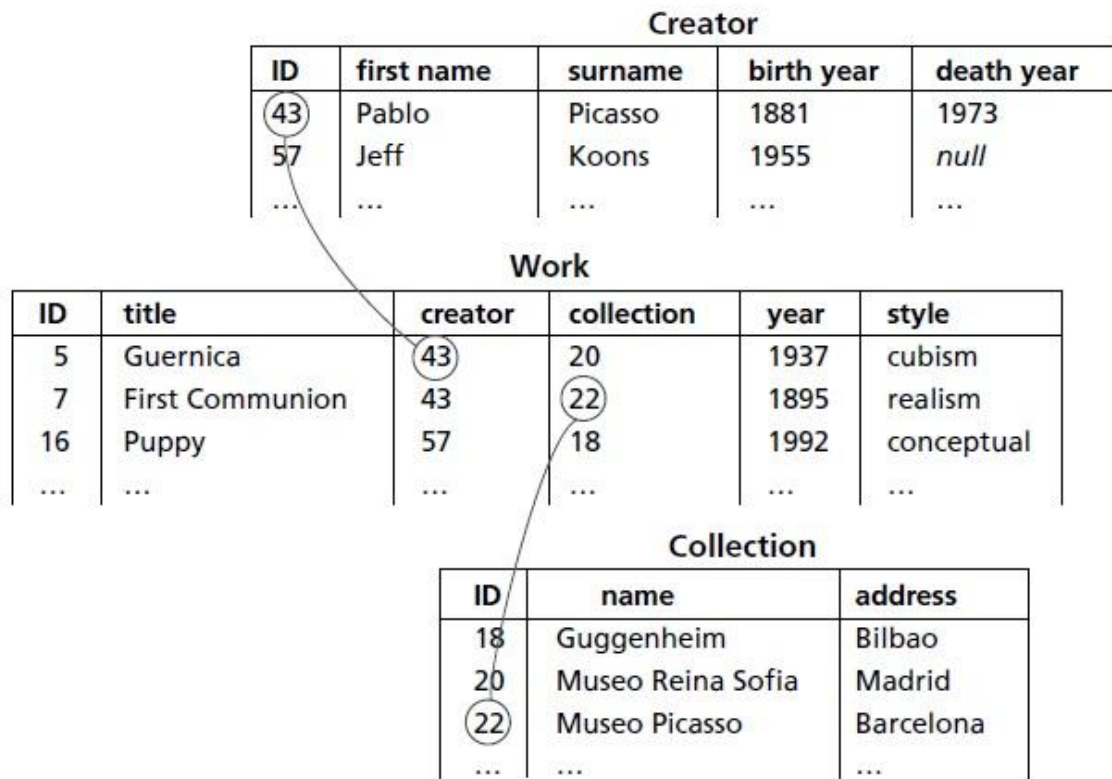 Creator
ID first name surname birth year death year
43 Pablo Picasso 1881 1973
57 Jeff Koons 1955 null
... ... ... ... ...
Work
ID title creator collection year style
5 Guernica 43 20 1937 cubism
7 First Communion 43 22 1895 realism
16 Puppy 57 18 1992 conceptual
... ... ... ... ... ...
Collection
ID name address
18 Guggenheim Bilbao
20 Museo Reina Sofia Madrid
22 Museo Picasso Barcelona
... ... ...